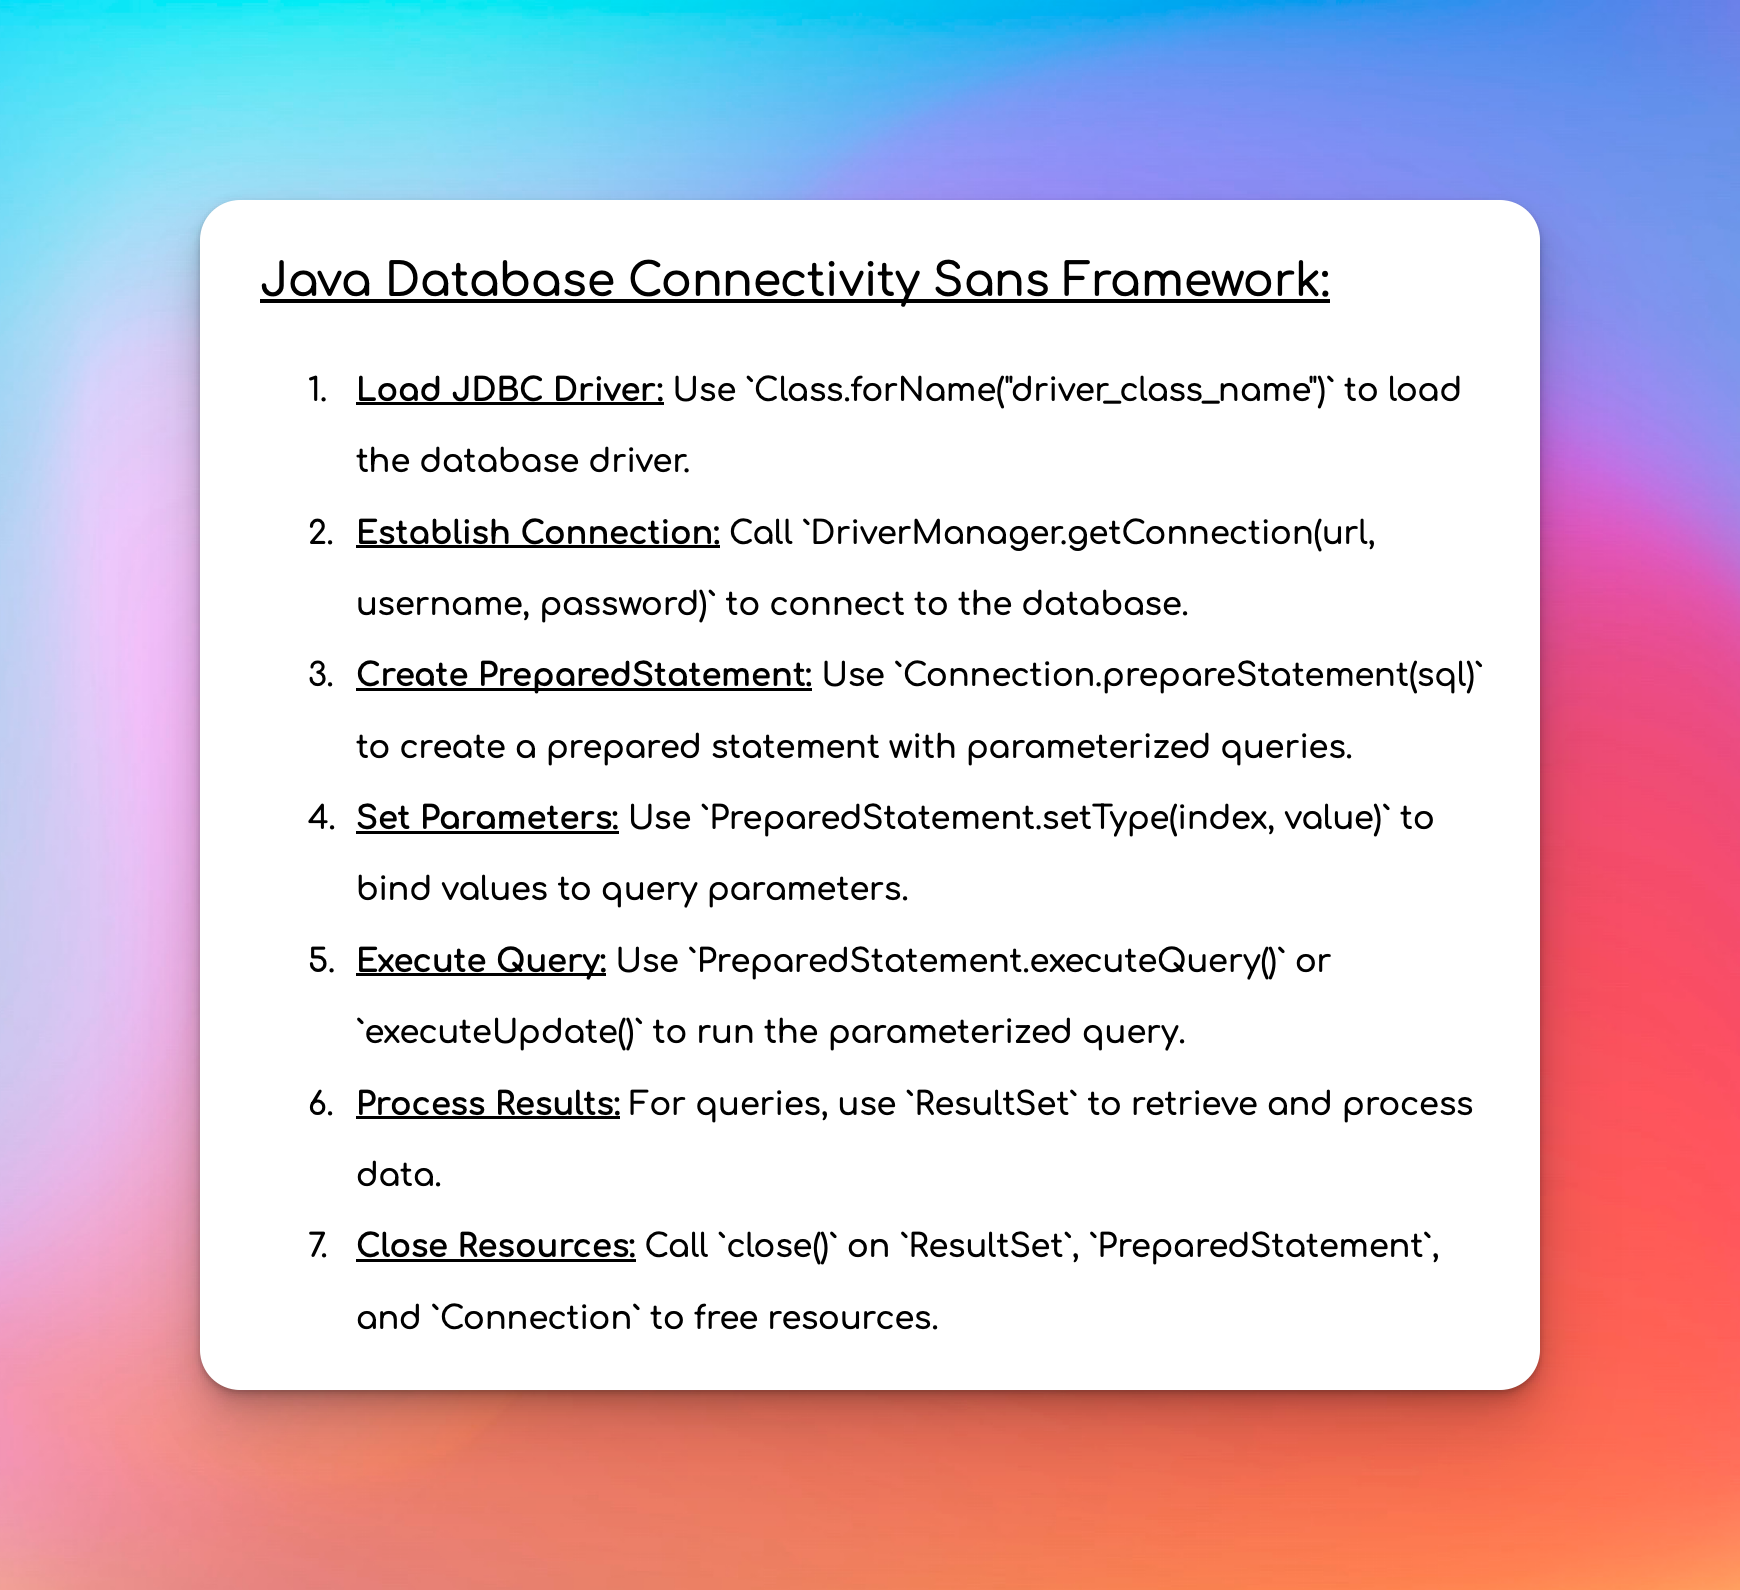 Java Database Connectivity Sans Framework:
1. Load JDBC Driver: Use `Class.forName("driver_class_name")` to load
the database driver.
2. Establish Connection: Call `DriverManager.getConnection(url,
username, password)` to connect to the database.
3. Create PreparedStatement: Use `Connection.prepareStatement(sql)`
to create a prepared statement with parameterized queries.
4. Set Parameters: Use `PreparedStatement.setType(index, value)` to
bind values to query parameters.
5. Execute Query: Use `PreparedStatement.executeQuery()` or
`executeUpdate()` to run the parameterized query.
6. Process Results: For queries, use `ResultSet` to retrieve and process
data.
7. Close Resources: Call `close()` on `ResultSet`, `PreparedStatement`,
and `Connection` to free resources.